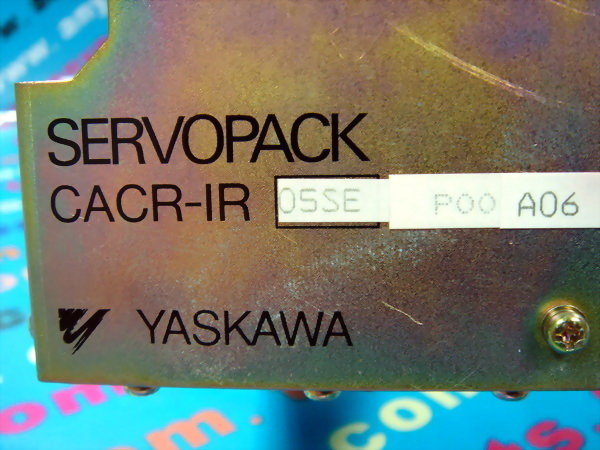 SERVOPACK
CACR-IR 05SE P00 A06
YASKAWA